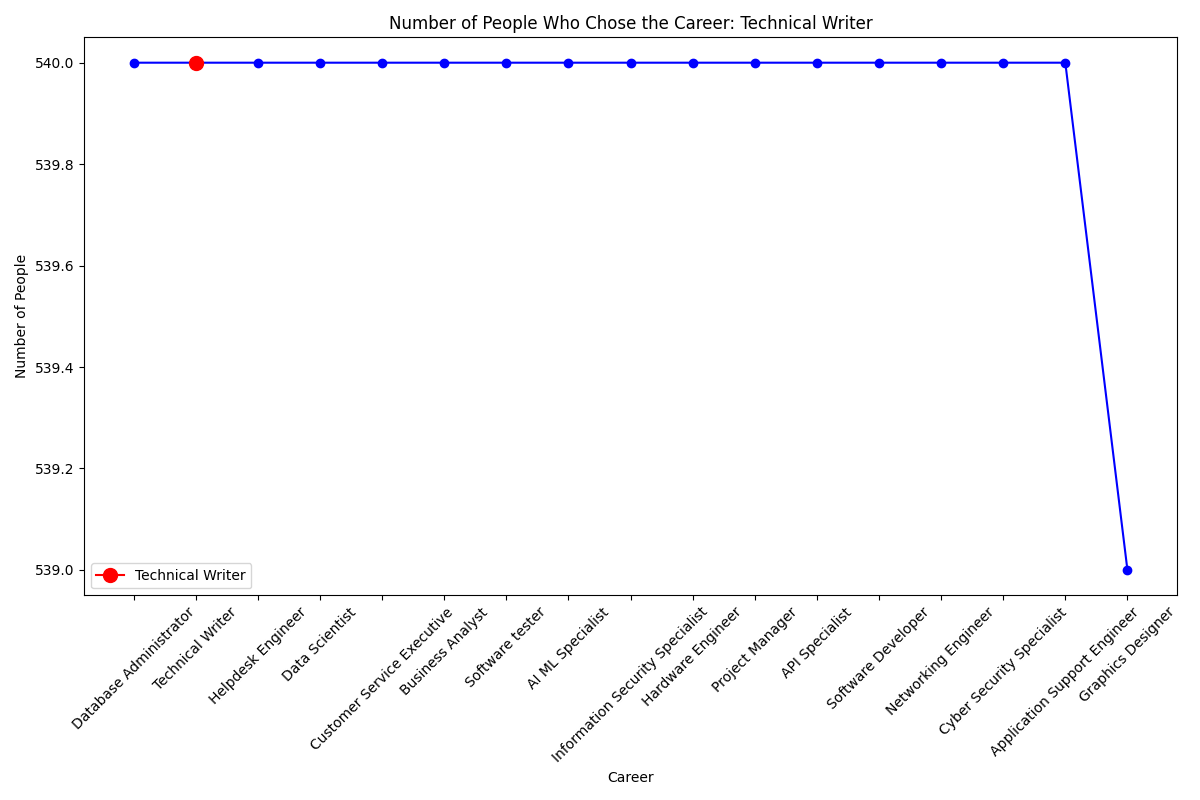 Number of People Who Chose the Career: Technical Writer
Number of People
540.0
539.8
539.6
539.4
539.2
539.0
Technical Writer
Database Administrator
Technical Writer
Helpdesk Engineer
Data Scientist
Customer Service Executive
Business Analyst
Software tester
AI ML Specialist
Information Security Specialist
Hardware Engineer
Project Manager
API Specialist
Software Developer
Networking Engineer
Cyber Security Specialist
Application Support Engineer
Graphics Designer
Career